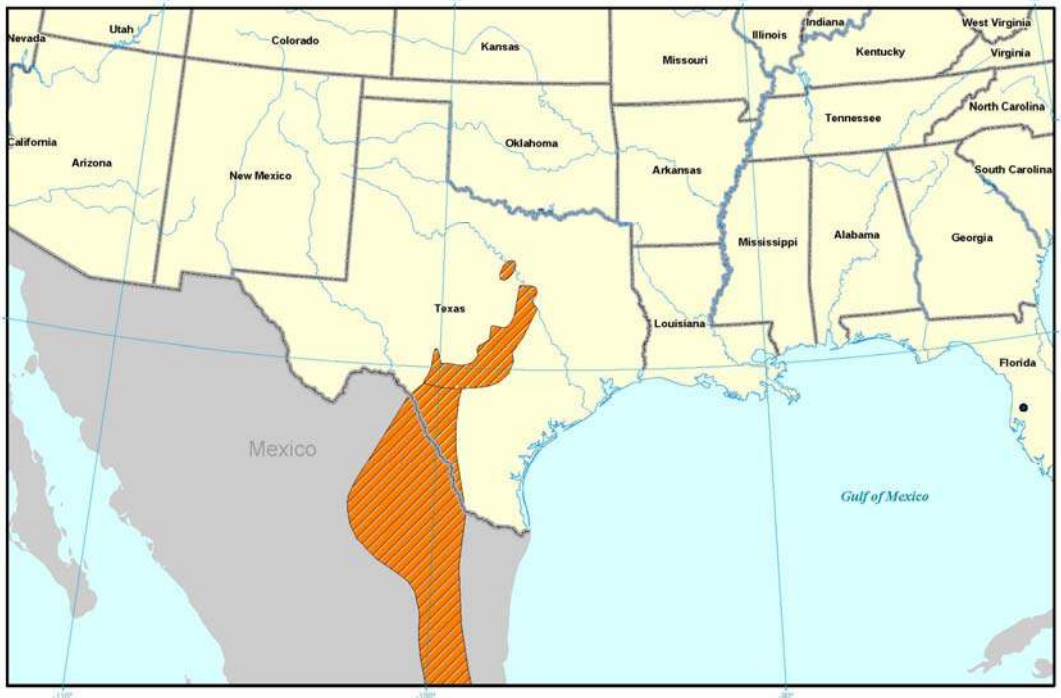 Utah
Nevada
Colorado
Kansas
Missouri
Illinois
Indiana
West Virginia
Kentucky
Virginia
California
Arizona
New Mexico
Oklahoma
Arkansas
Tennessee
North Carolina
South Carolina
Mississippi
Alabama
Georgia
Texas
Louisiana
Florida
Mexico
Gulf of Mexico